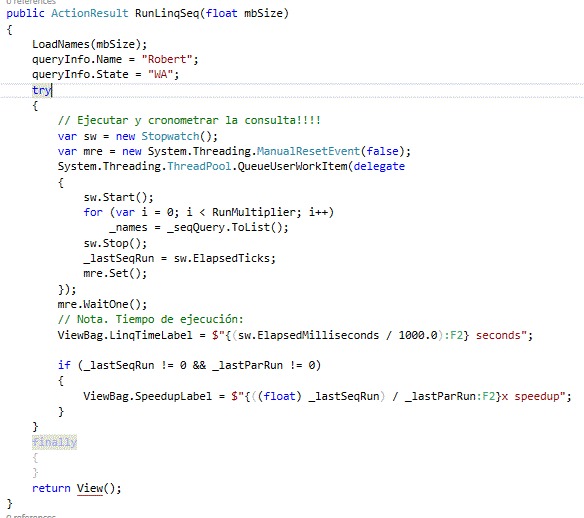 0 references
public ActionResult RunLinqSeq(float mbSize)
{
LoadNames(mbSize);
queryInfo.Name = "Robert";
queryInfo.State = "WA";
try
{
// Ejecutar y cronometrar la consulta!!!!
var sw = new Stopwatch();
var mre = new System.Threading.ManualResetEvent(false);
System.Threading.ThreadPool.QueueUserWorkItem(delegate
{
sw.Start();
for (var i = 0; i < RunMultiplier; i++)
_names = _seqQuery.ToList();
sw.Stop();
_lastSeqRun = sw.ElapsedTicks;
mre.Set();
});
mre.WaitOne();
// Nota. Tiempo de ejecución:
ViewBag.LinqTimeLabel = $"{(sw.ElapsedMilliseconds / 1000.0):F2} seconds";
if (_lastSeqRun != 0 && _lastParRun != 0)
{
ViewBag.SpeedupLabel = $"{((float) _lastSeqRun) / _lastParRun:F2}x speedup";
}
}
finally
{
}
return View();
}
0 references